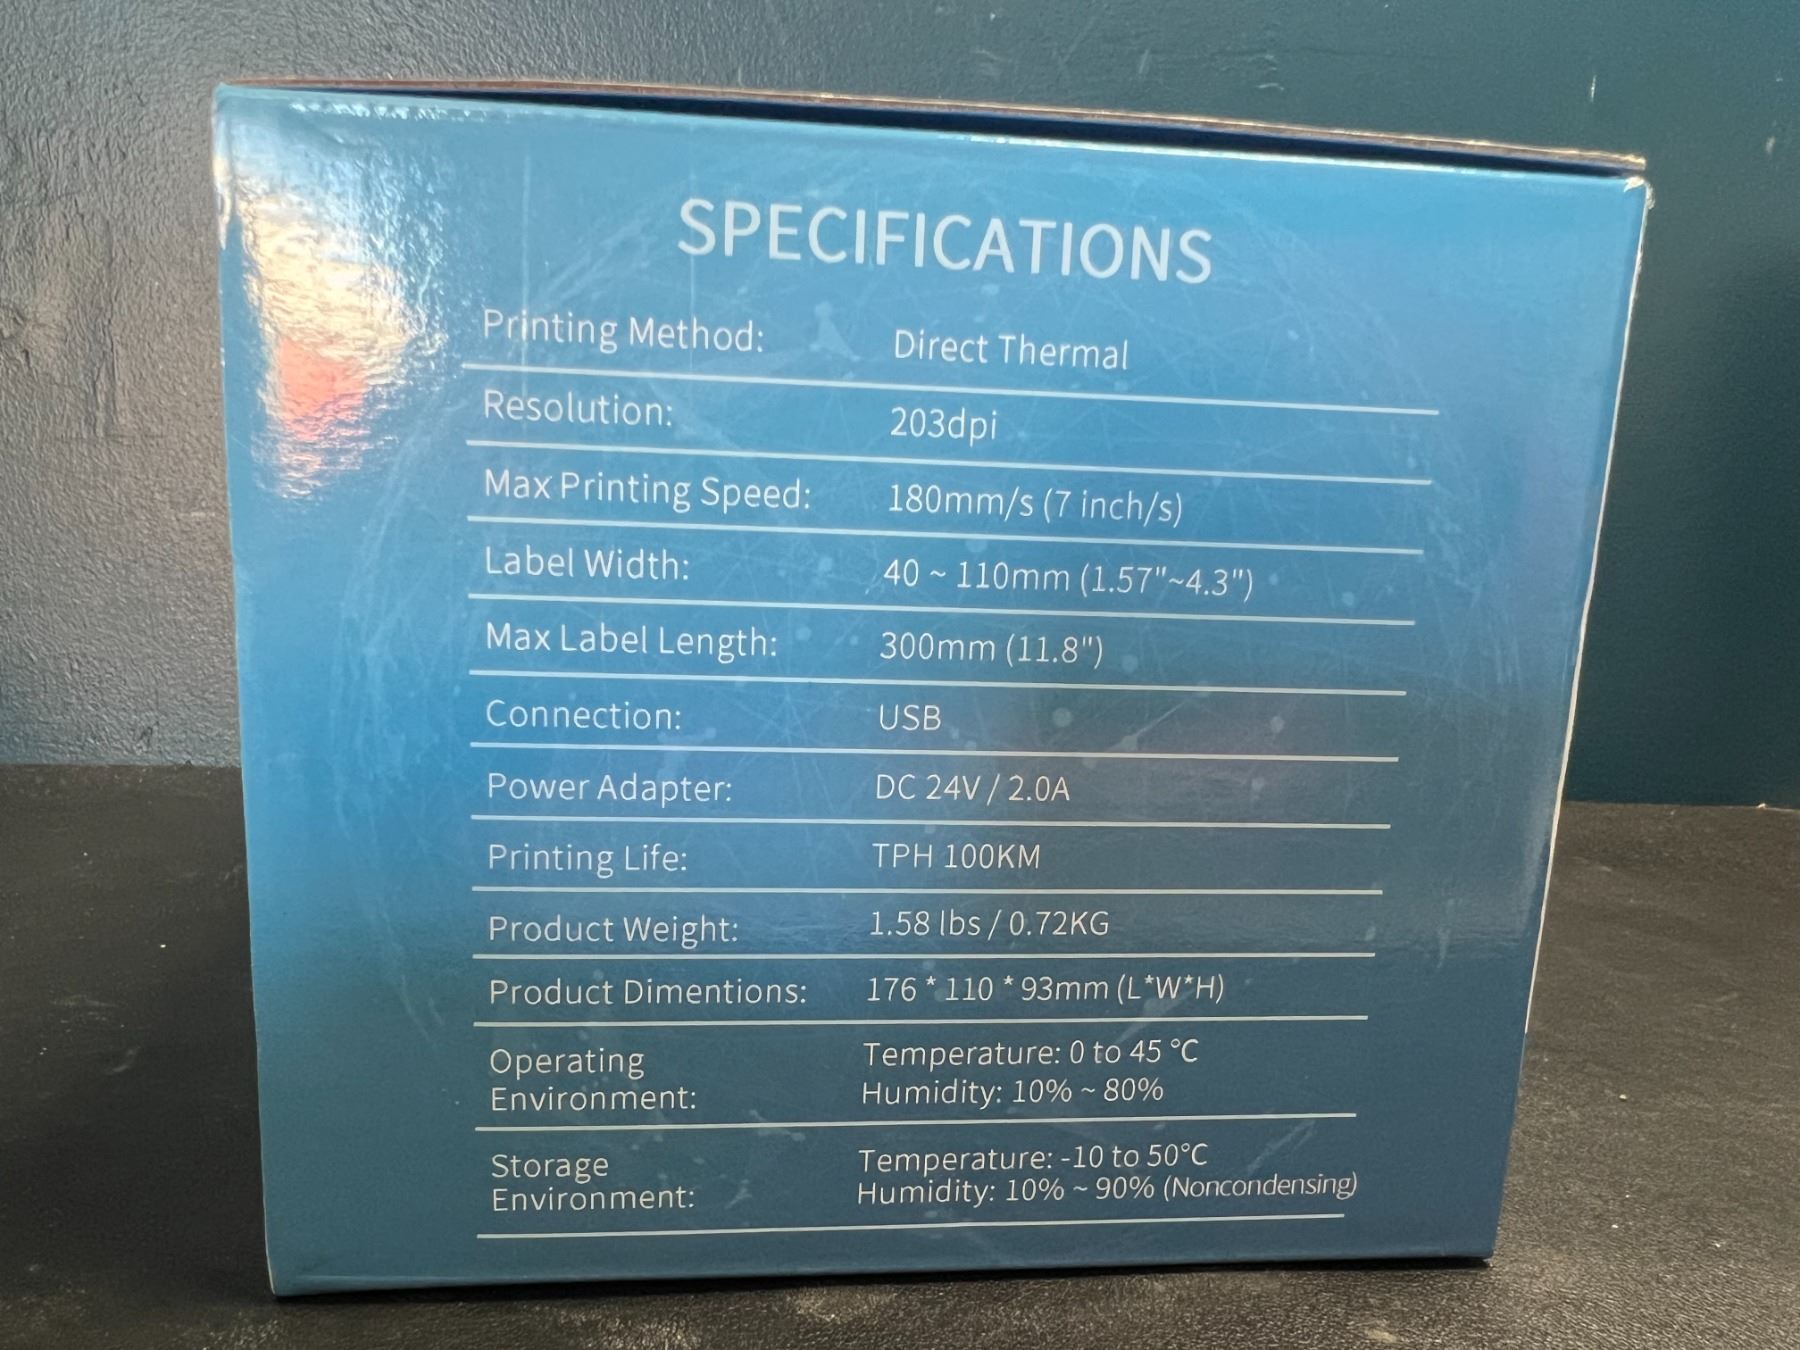 SPECIFICATIONS
Printing Method: Direct Thermal
Resolution: 203dpi
Max Printing Speed: 180mm/s (7 inch/s)
Label Width: 40 ~ 110mm (1.57"~4.3")
Max Label Length: 300mm (11.8")
Connection: USB
Power Adapter: DC 24V / 2.0A
Printing Life: TPH 100KM
Product Weight: 1.58 lbs / 0.72KG
Product Dimentions: 176 * 110 * 93mm (L*W*H)
Operating Temperature: 0 to 45 °C
Environment: Humidity: 10% ~ 80%
Storage Temperature: -10 to 50°C
Environment: Humidity: 10% ~ 90% (Noncondensing)